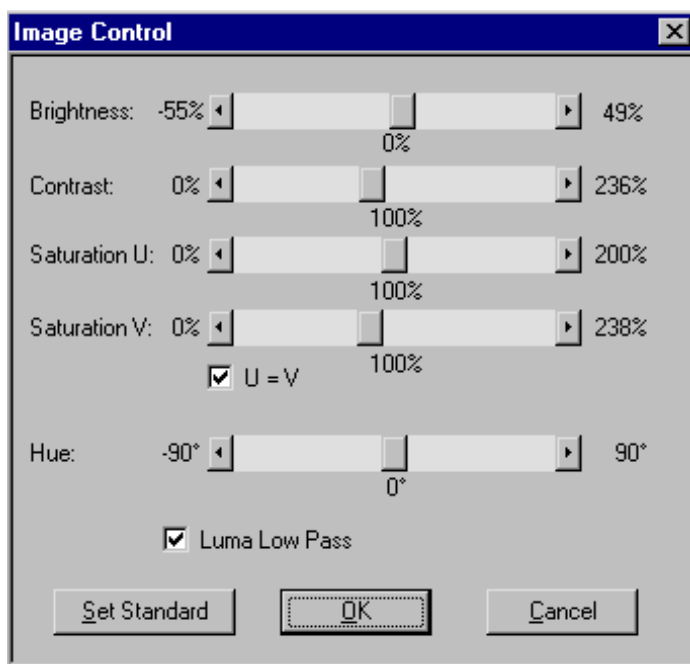 Image Control
Brightness: -55% 49%
0%
Contrast: 0% 236%
100%
Saturation U: 0% 200%
100%
Saturation V: 0% 238%
100%
U = V
Hue: -90° 90°
0°
Luma Low Pass
Set Standard OK Cancel